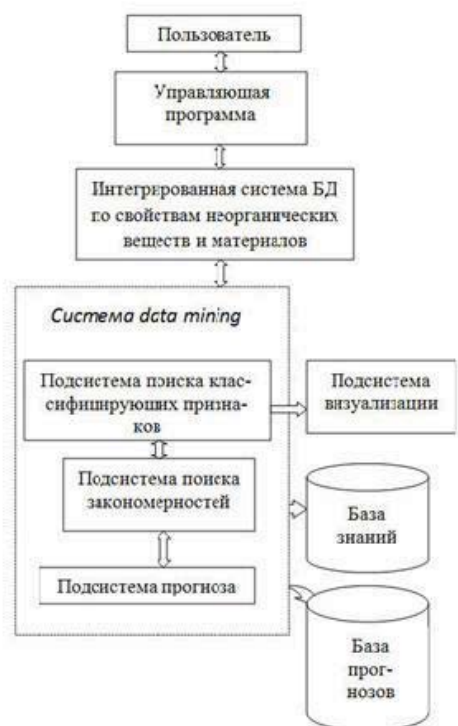 Пользователь
Управляющая
программа
Интегрированная система БД
по свойствам неорганических
веществ и материалов
Система data mining
Подсистема поиска клас-
сифицирующих призна-
ков
Подсистема
визуализации
Подсистема поиска
закономерностей
База
знаний
Подсистема прогноза
База
прог-
нозов